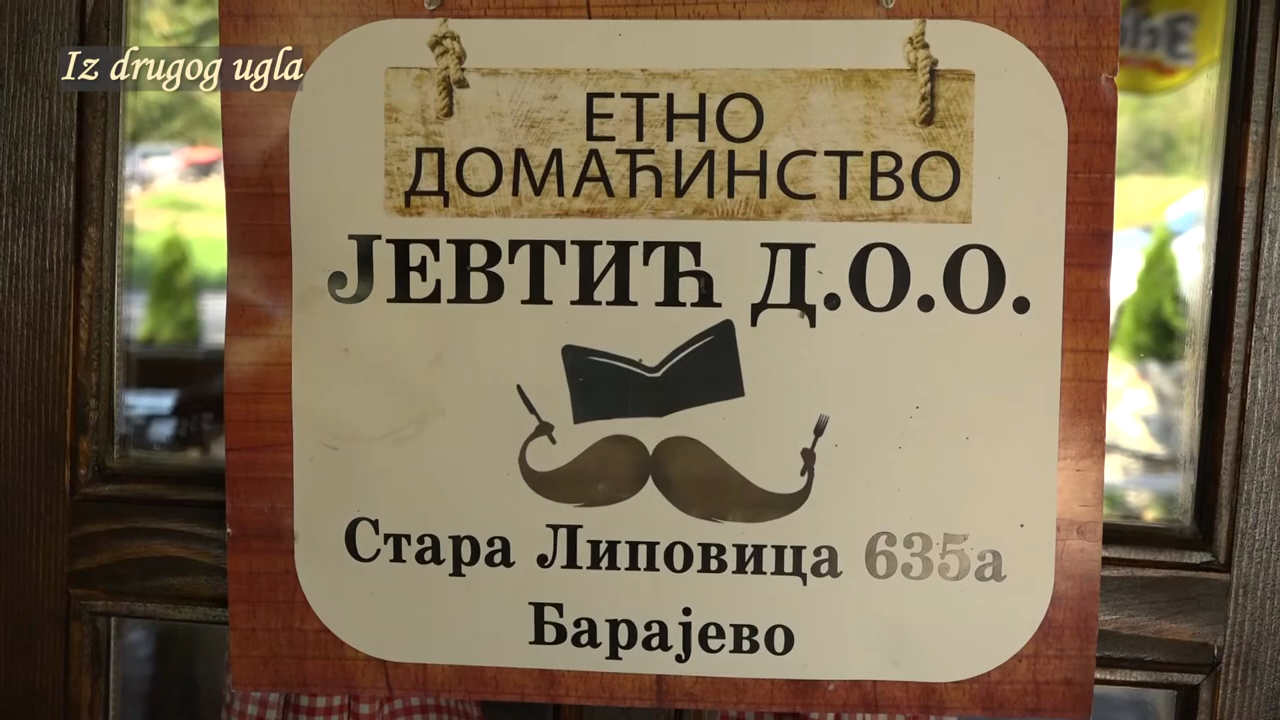 Iz drugog ugla
ЕТНО
ДОМАЋИНСТВО
ЈЕВТИЋ Д.О.О.
Стара Липовица 635а
Барајево